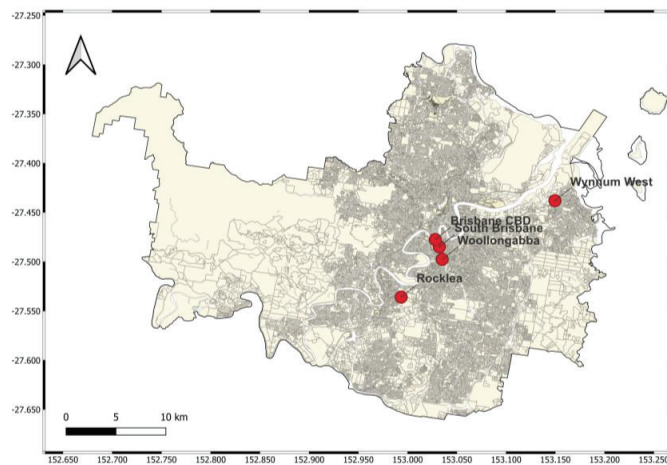 -27.250
-27.300
-27.350
-27.400
-27.450
-27.500
-27.550
-27.600
-27.650
Wynnum West
Brisbane CBD
South Brisbane
Woollongabba
Rocklea
0 5 10 km
152.650 152.700 152.750 152.800 152.850 152.900 152.950 153.000 153.050 153.100 153.150 153.200 153.250